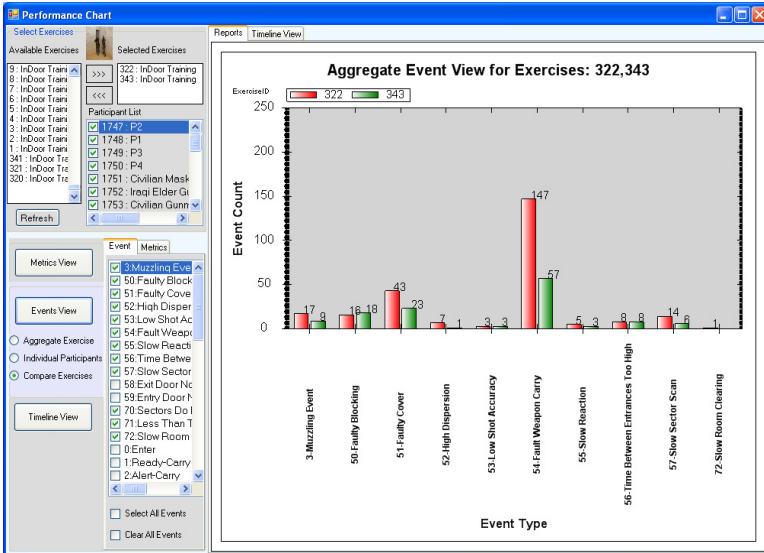 Performance Chart
Select Exercises
Available Exercises
Selected Exercises
9 : InDoor Traini
8 : InDoor Traini
7 : InDoor Traini
6 : InDoor Traini
5 : InDoor Traini
4 : InDoor Traini
3 : InDoor Traini
2 : InDoor Traini
1 : InDoor Traini
341 : InDoor Tra
321 : InDoor Tra
320 : InDoor Tra
>>>
<<<
322 : InDoor Training
343 : InDoor Training
Participant List
1747 : P2
1748 : P1
1749 : P3
1750 : P4
1751 : Civilian Mask
1752 : Iraqi Elder Gu
1753 : Civilian Gunm
Refresh
Metrics View
Events View
Aggregate Exercise
Individual Participants
Compare Exercises
Timeline View
Event
Metrics
3:Muzzling Eve
50:Faulty Block
51:Faulty Cove
52:High Disper
53:Low Shot Ac
54:Fault Weapo
55:Slow Reacti
56:Time Betwe
57:Slow Sector
58:Exit Door No
59:Entry Door N
70:Sectors Do I
71:Less Than T
72:Slow Room
0:Enter
1:Ready-Carry
2:Alert-Carry
Select All Events
Clear All Events
Reports
Timeline View
Aggregate Event View for Exercises: 322,343
ExerciseID
322
343
Event Count
250
200
150
100
50
0
17
9
16
18
43
23
7
1
3
3
147
57
5
3
8
8
14
6
1
3-Muzzling Event
50-Faulty Blocking
51-Faulty Cover
52-High Dispersion
53-Low Shot Accuracy
54-Fault Weapon Carry
55-Slow Reaction
56-Time Between Entrances Too High
57-Slow Sector Scan
72-Slow Room Clearing
Event Type